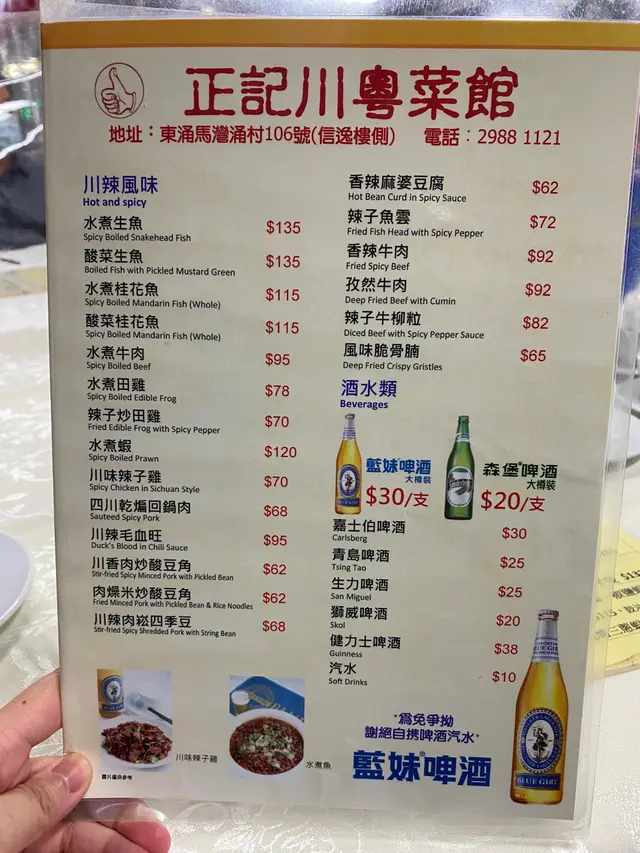 正記川粵菜館
地址：東涌馬灣涌村106號(信逸樓側) 電話：2988 1121
川辣風味
Hot and spicy
水煮生魚 $135
Spicy Boiled Snakehead Fish
酸菜生魚 $135
Boiled Fish with Pickled Mustard Green
水煮桂花魚 $115
Spicy Boiled Mandarin Fish (Whole)
酸菜桂花魚 $115
Spicy Boiled Mandarin Fish (Whole)
水煮牛肉 $95
Spicy Boiled Beef
水煮田雞 $78
Spicy Boiled Edible Frog
辣子炒田雞 $70
Fried Edible Frog with Spicy Pepper
水煮蝦 $120
Spicy Boiled Prawn
川味辣子雞 $70
Spicy Chicken in Sichuan Style
四川乾煸回鍋肉 $68
Sauteed Spicy Pork
川辣毛血旺 $95
Duck's Blood in Chili Sauce
川香肉炒酸豆角 $62
Stir-fried Spicy Minced Pork with Pickled Bean
肉燥米炒酸豆角 $62
Fried Minced Pork with Pickled Bean & Rice Noodles
川辣肉崧四季豆 $68
Stir-fried Spicy Shredded Pork with String Bean
川味辣子雞
水煮魚
圖片僅供參考
香辣麻婆豆腐 $62
Hot Bean Curd in Spicy Sauce
辣子魚雲 $72
Fried Fish Head with Spicy Pepper
香辣牛肉 $92
Fried Spicy Beef
孜然牛肉 $92
Deep Fried Beef with Cumin
辣子牛柳粒 $82
Diced Beef with Spicy Pepper Sauce
風味脆骨腩 $65
Deep Fried Crispy Gristles
酒水類
Beverages
藍妹®啤酒
大樽裝
$30/支
森堡®啤酒
大樽裝
$20/支
嘉士伯啤酒 $30
Carlsberg
青島啤酒 $25
Tsing Tao
生力啤酒 $25
San Miguel
獅威啤酒 $20
Skol
健力士啤酒 $38
Guinness
汽水 $10
Soft Drinks
*為免爭拗
謝絕自携啤酒汽水*
藍妹®啤酒
BLUE GIRL
BLUE GIRL